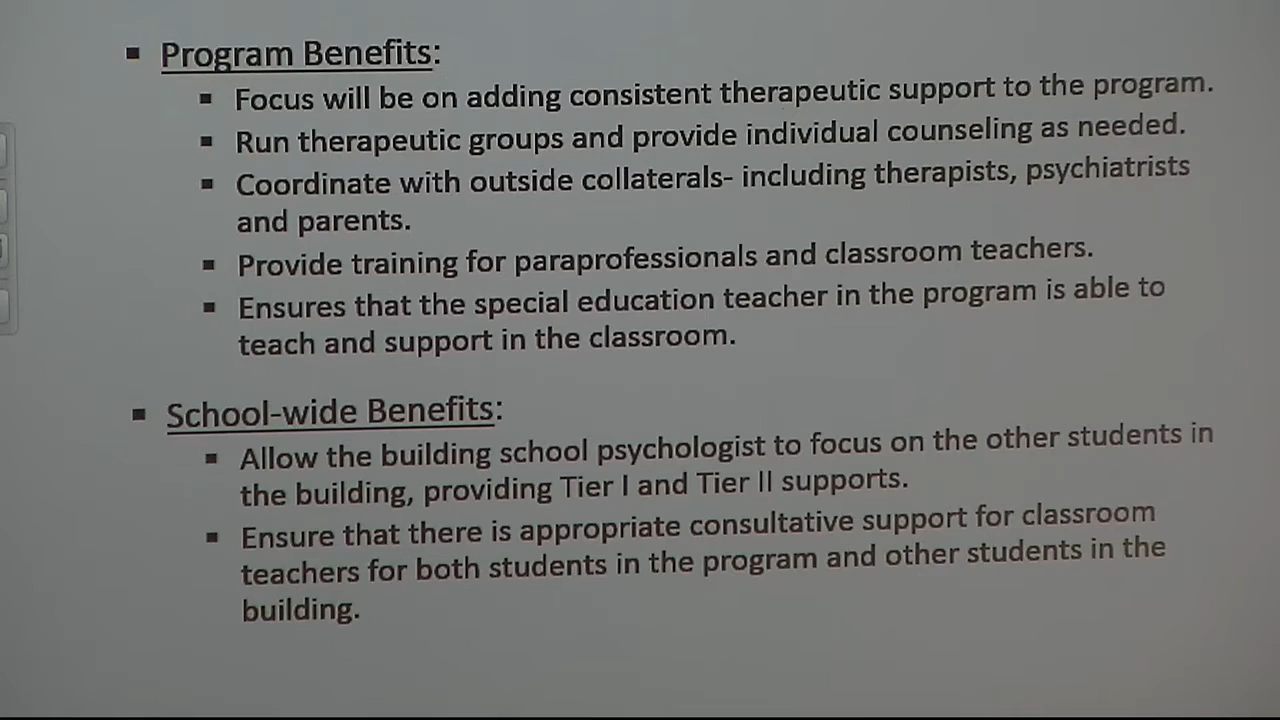 ▪ Program Benefits:
▪ Focus will be on adding consistent therapeutic support to the program.
▪ Run therapeutic groups and provide individual counseling as needed.
▪ Coordinate with outside collaterals- including therapists, psychiatrists
and parents.
▪ Provide training for paraprofessionals and classroom teachers.
▪ Ensures that the special education teacher in the program is able to
teach and support in the classroom.
▪ School-wide Benefits:
▪ Allow the building school psychologist to focus on the other students in
the building, providing Tier I and Tier II supports.
▪ Ensure that there is appropriate consultative support for classroom
teachers for both students in the program and other students in the
building.